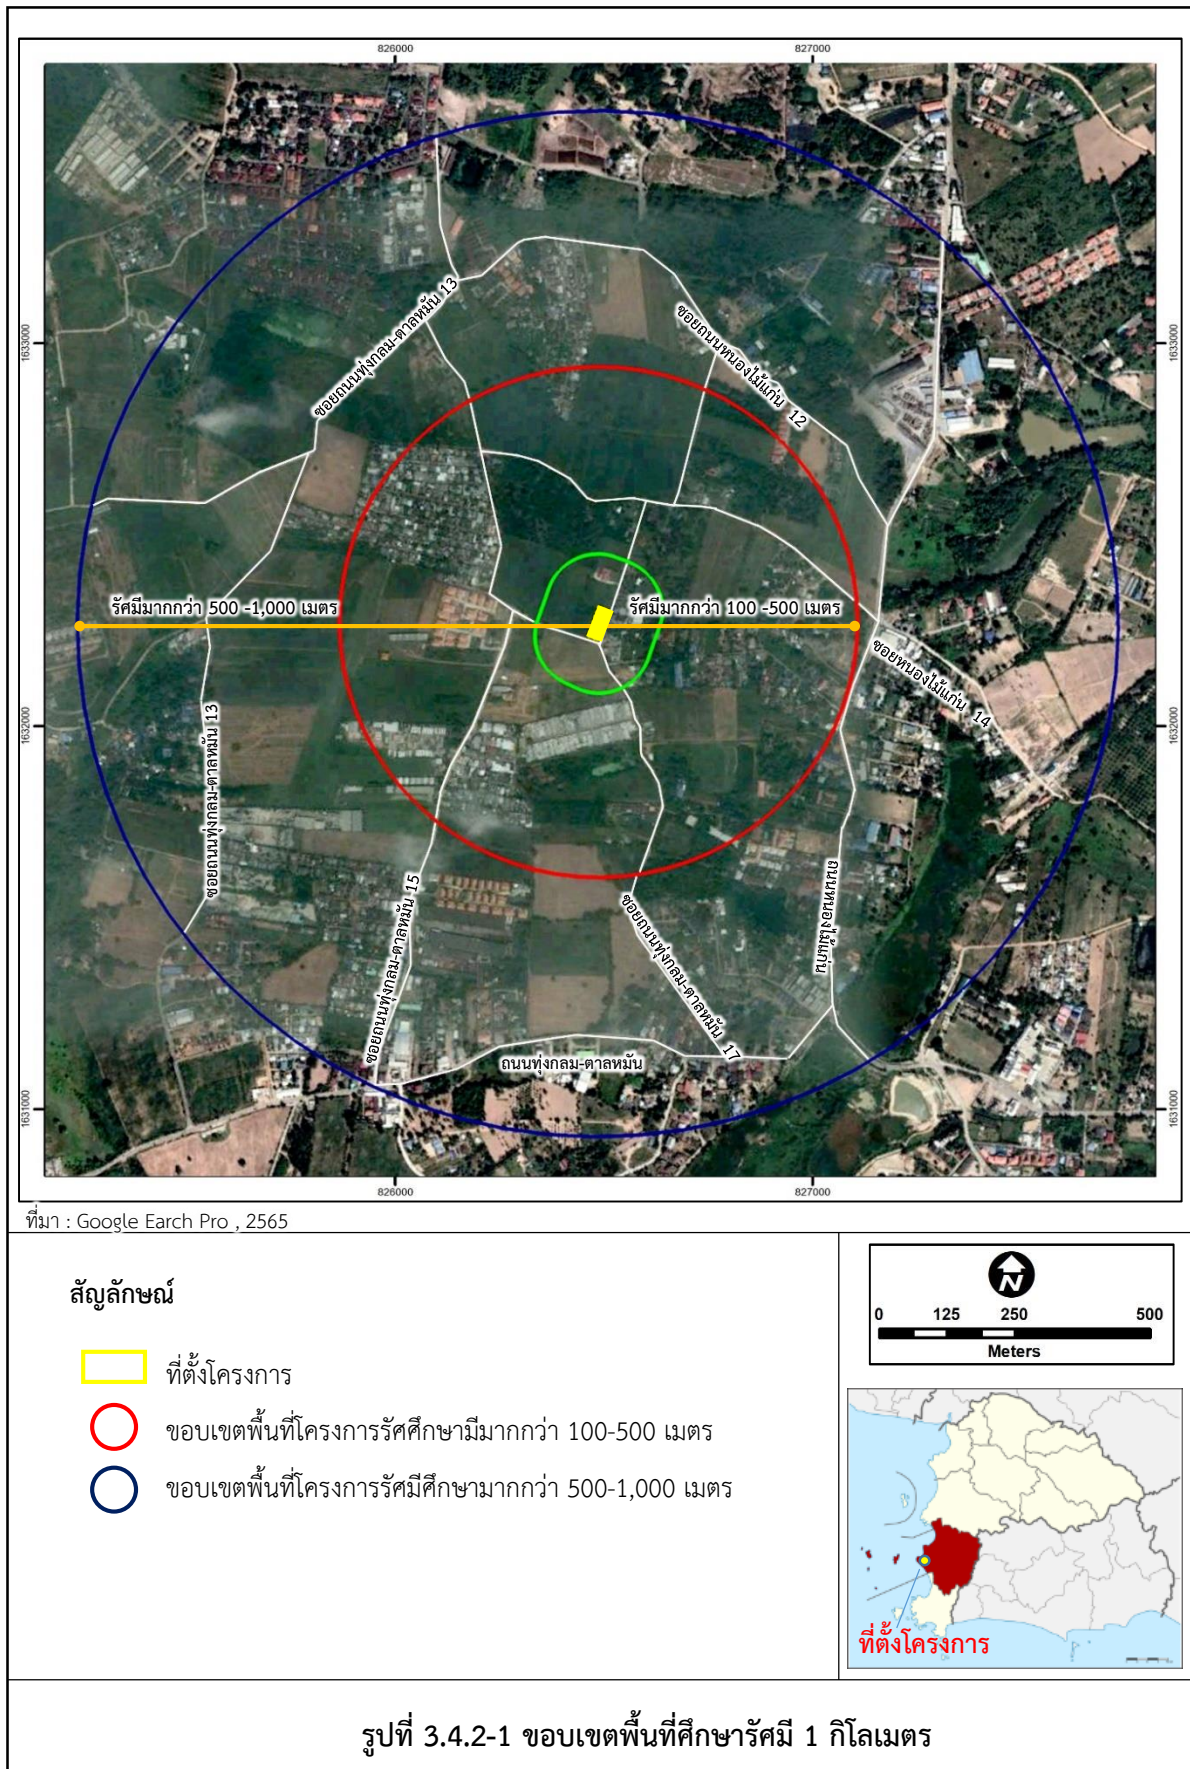 826000
827000
1633000
1633000
ซอยถนนทุ่งกลม-ตาลหมัน 13
ซอยถนนหนองไม้แก่น 12
รัศมีมากกว่า 500 -1,000 เมตร
รัศมีมากกว่า 100 -500 เมตร
ซอยหนองไม้แก่น 14
1632000
1632000
ซอยถนนทุ่งกลม-ตาลหมัน 13
ซอยถนนทุ่งกลม-ตาลหมัน 15
ซอยถนนทุ่งกลม-ตาลหมัน 17
ถนนหนองไม้แก่น
ถนนทุ่งกลม-ตาลหมัน
1631000
1631000
826000
827000
ที่มา : Google Earch Pro , 2565
สัญลักษณ์
ที่ตั้งโครงการ
ขอบเขตพื้นที่โครงการรัศศึกษามีมากกว่า 100-500 เมตร
ขอบเขตพื้นที่โครงการรัศมีศึกษามากกว่า 500-1,000 เมตร
N
0 125 250 500
Meters
ที่ตั้งโครงการ
รูปที่ 3.4.2-1 ขอบเขตพื้นที่ศึกษารัศมี 1 กิโลเมตร